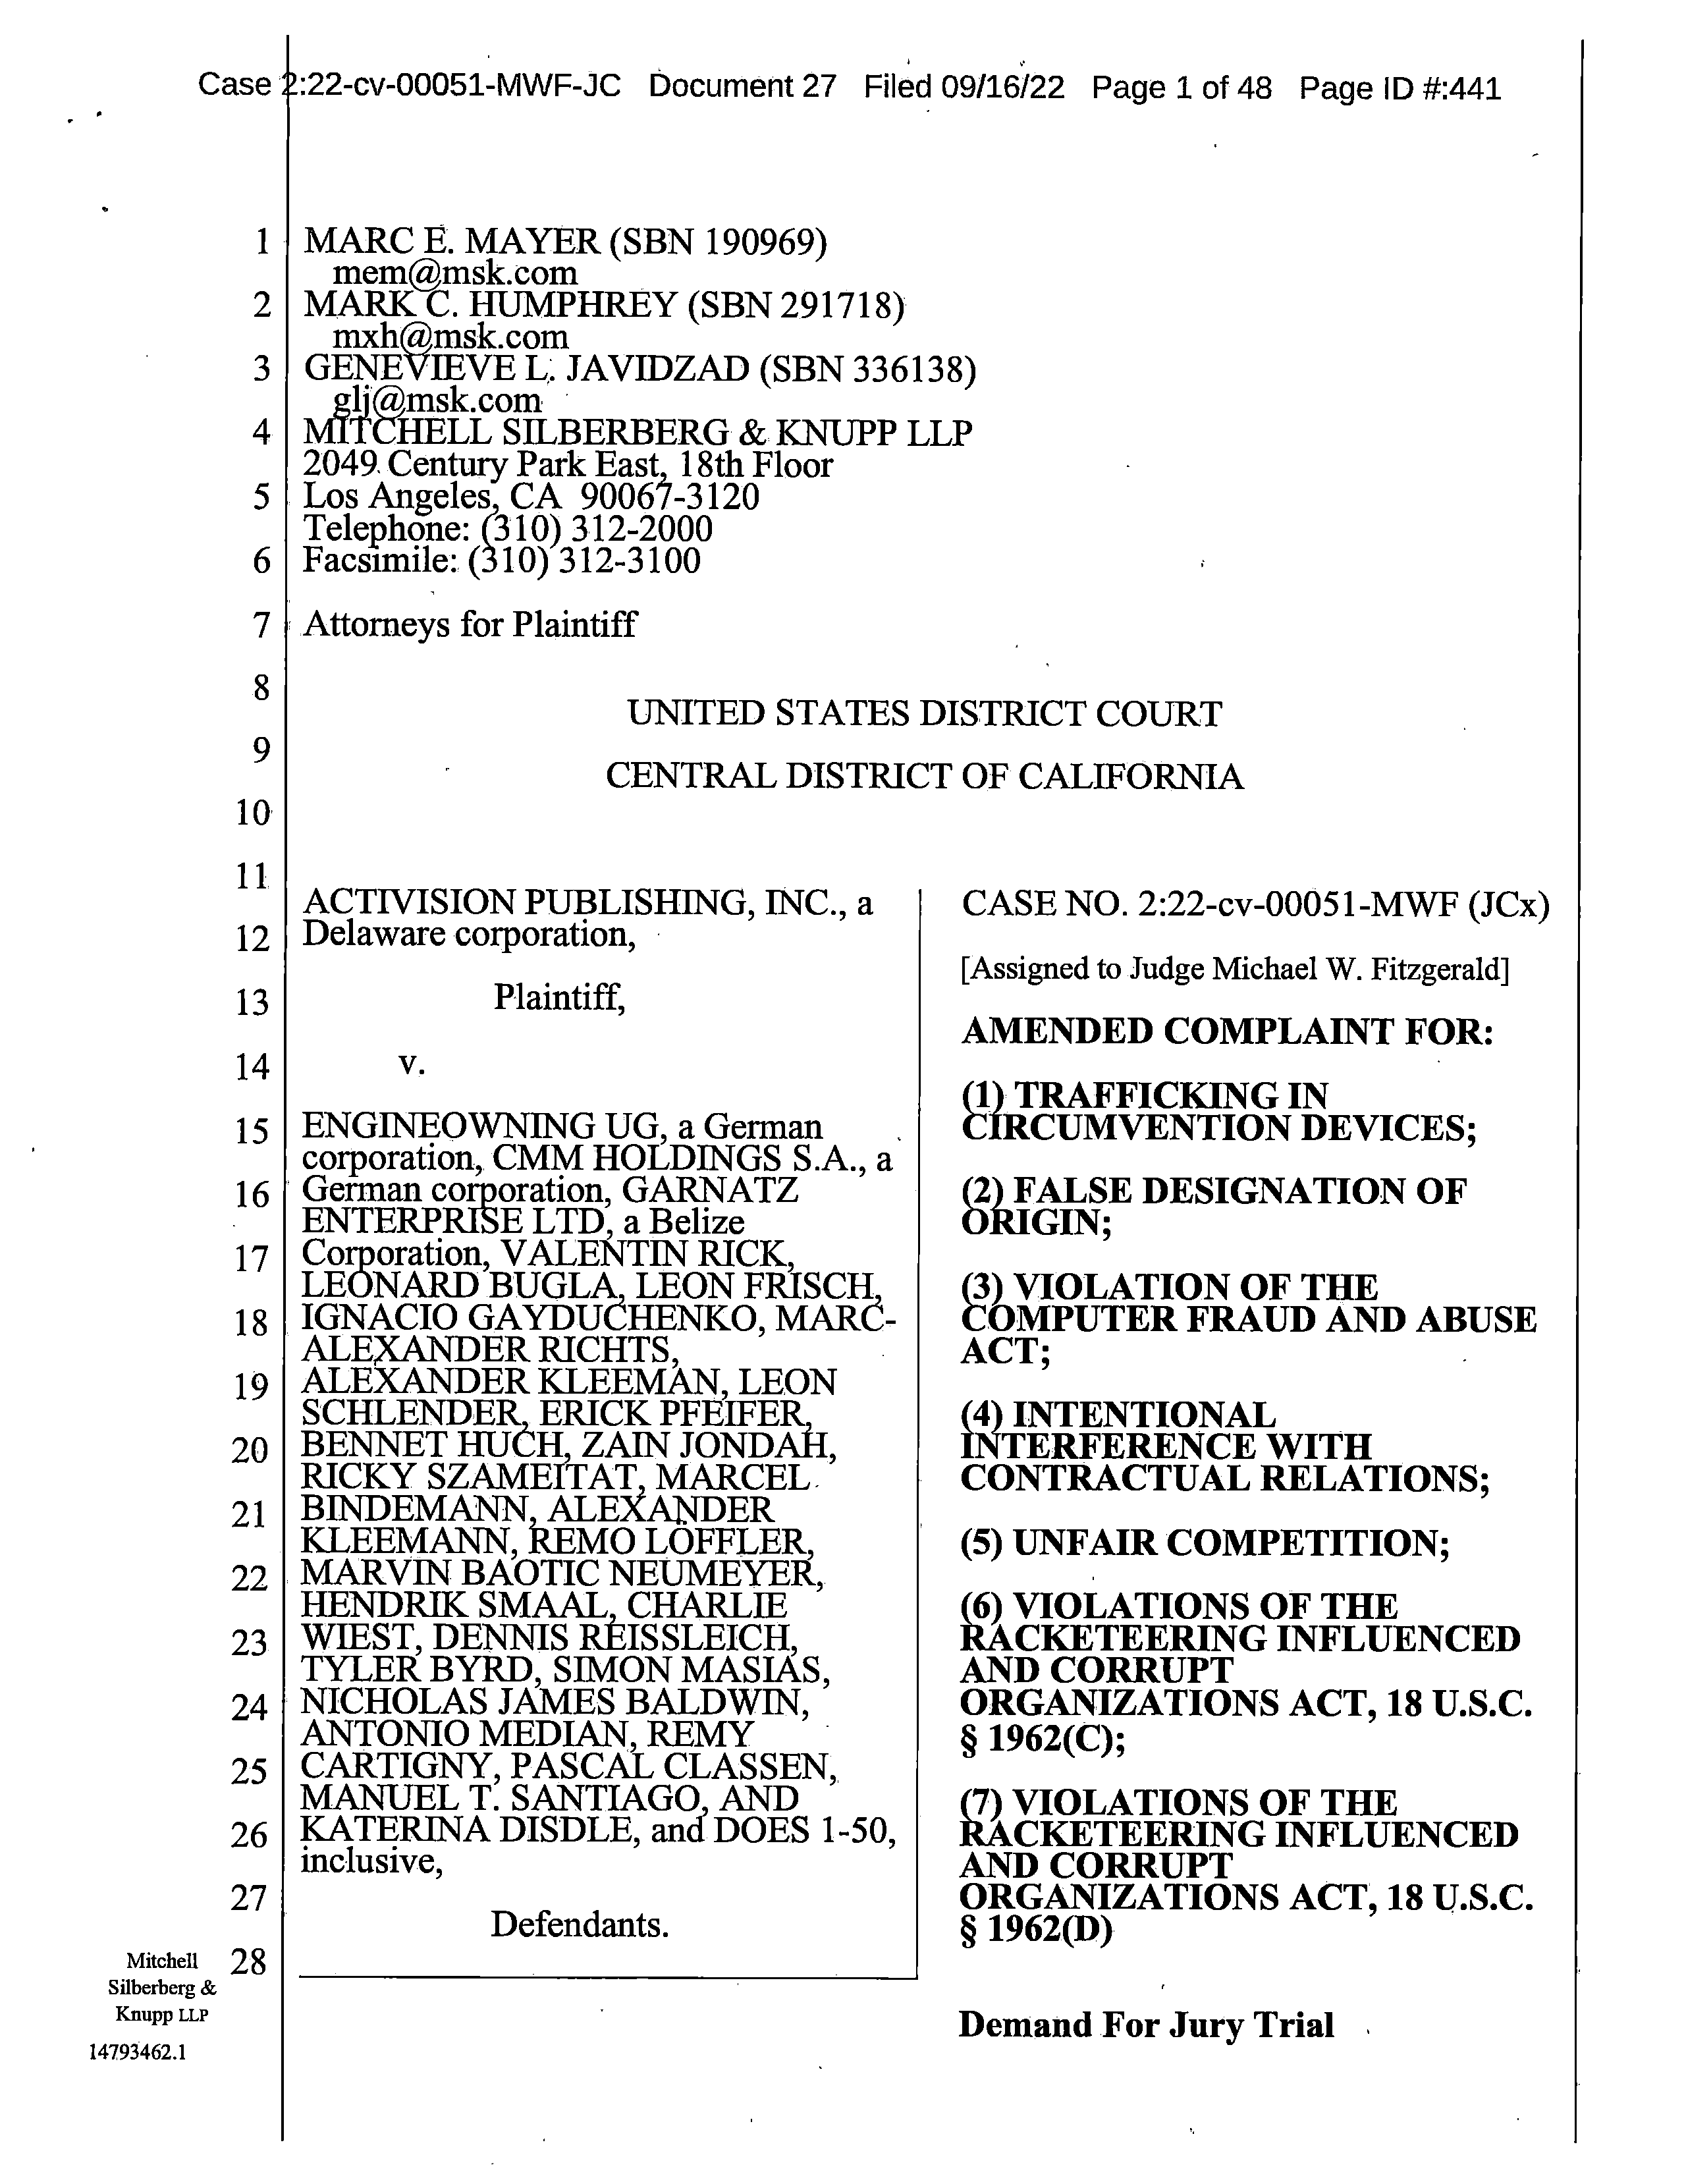 Case 2:22-cv-00051-MWF-JC Document 27 Filed 09/16/22 Page 1 of 48 Page ID #:441
1 MARC E. MAYER (SBN 190969)
mem@msk.com
2 MARK C. HUMPHREY (SBN 291718)
mxh@msk.com
3 GENEVIEVE L. JAVIDZAD (SBN 336138)
glj@msk.com
4 MITCHELL SILBERBERG & KNUPP LLP
2049 Century Park East, 18th Floor
5 Los Angeles, CA 90067-3120
Telephone: (310) 312-2000
6 Facsimile: (310) 312-3100
7 Attorneys for Plaintiff
8
UNITED STATES DISTRICT COURT
9
CENTRAL DISTRICT OF CALIFORNIA
10
11
ACTIVISION PUBLISHING, INC., a
12 Delaware corporation,
13 Plaintiff,
14 v.
15 ENGINEOWNING UG, a German
corporation, CMM HOLDINGS S.A., a
16 German corporation, GARNATZ
ENTERPRISE LTD, a Belize
17 Corporation, VALENTIN RICK,
LEONARD BUGLA, LEON FRISCH,
18 IGNACIO GAYDUCHENKO, MARC-
ALEXANDER RICHTS,
19 ALEXANDER KLEEMAN, LEON
SCHLENDER, ERICK PFEIFER,
20 BENNET HUCH, ZAIN JONDAH,
RICKY SZAMEITAT, MARCEL
21 BINDEMANN, ALEXANDER
KLEEMANN, REMO LÖFFLER,
22 MARVIN BAOTIC NEUMEYER,
HENDRIK SMAAL, CHARLIE
23 WIEST, DENNIS REISSLEICH,
TYLER BYRD, SIMON MASIAS,
24 NICHOLAS JAMES BALDWIN,
ANTONIO MEDIAN, REMY
25 CARTIGNY, PASCAL CLASSEN,
MANUEL T. SANTIAGO, AND
26 KATERINA DISDLE, and DOES 1-50,
inclusive,
27
Defendants.
28
CASE NO. 2:22-cv-00051-MWF (JCx)
[Assigned to Judge Michael W. Fitzgerald]
AMENDED COMPLAINT FOR:
(1) TRAFFICKING IN
CIRCUMVENTION DEVICES;
(2) FALSE DESIGNATION OF
ORIGIN;
(3) VIOLATION OF THE
COMPUTER FRAUD AND ABUSE
ACT;
(4) INTENTIONAL
INTERFERENCE WITH
CONTRACTUAL RELATIONS;
(5) UNFAIR COMPETITION;
(6) VIOLATIONS OF THE
RACKETEERING INFLUENCED
AND CORRUPT
ORGANIZATIONS ACT, 18 U.S.C.
§ 1962(C);
(7) VIOLATIONS OF THE
RACKETEERING INFLUENCED
AND CORRUPT
ORGANIZATIONS ACT, 18 U.S.C.
§ 1962(D)
Demand For Jury Trial
Mitchell
Silberberg &
Knupp LLP
14793462.1